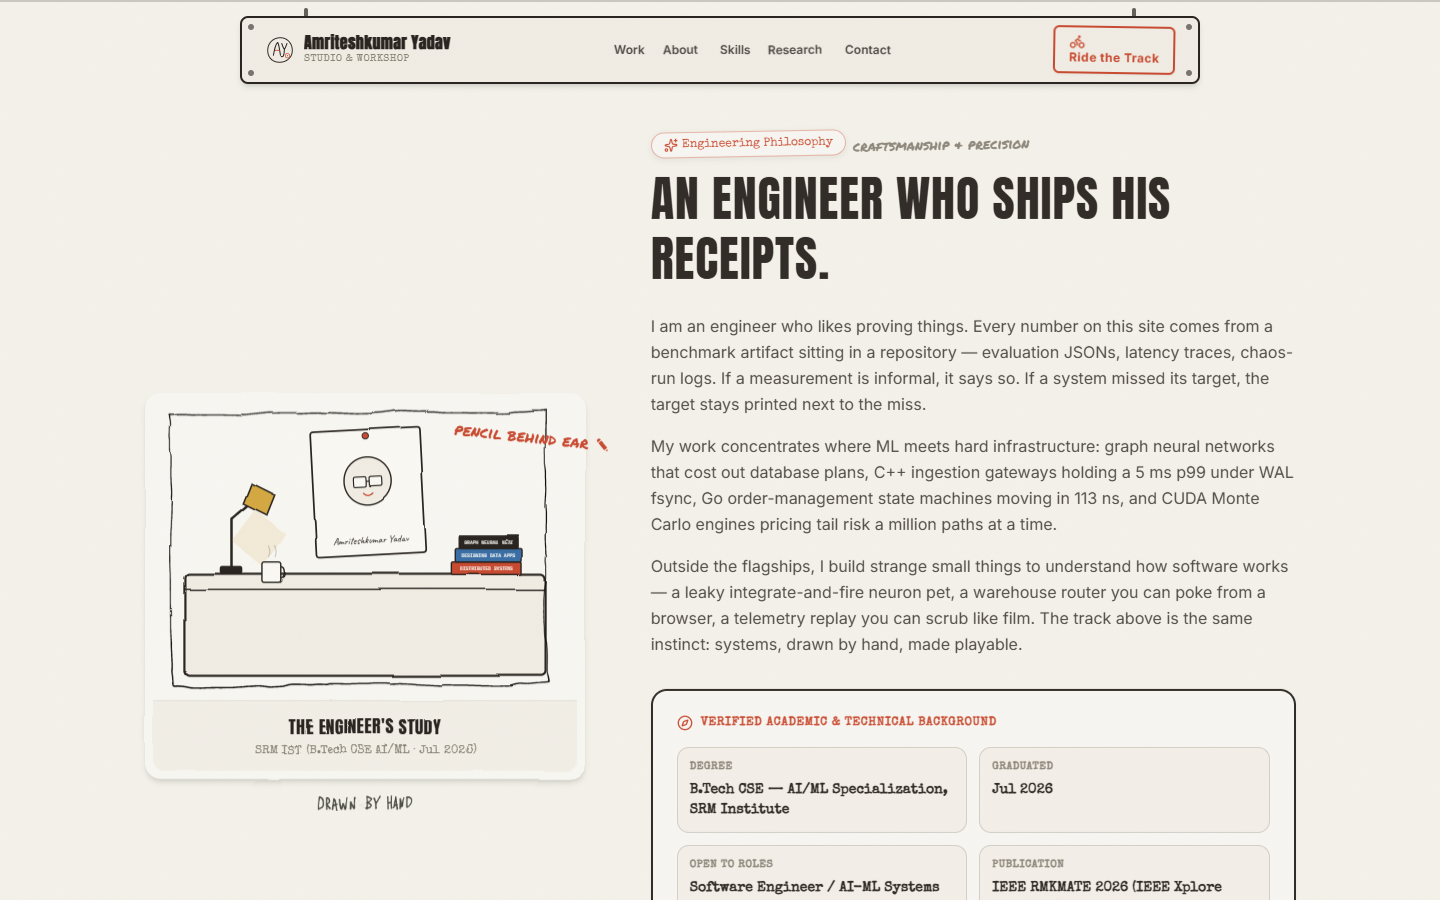 Amriteshkumar Yadav
STUDIO & WORKSHOP
Work About Skills Research Contact
Ride the Track
Engineering Philosophy
CRAFTSMANSHIP & PRECISION
AN ENGINEER WHO SHIPS HIS
RECEIPTS.
I am an engineer who likes proving things. Every number on this site comes from a
benchmark artifact sitting in a repository — evaluation JSONs, latency traces, chaos-
run logs. If a measurement is informal, it says so. If a system missed its target, the
target stays printed next to the miss.
My work concentrates where ML meets hard infrastructure: graph neural networks
that cost out database plans, C++ ingestion gateways holding a 5 ms p99 under WAL
fsync, Go order-management state machines moving in 113 ns, and CUDA Monte
Carlo engines pricing tail risk a million paths at a time.
Outside the flagships, I build strange small things to understand how software works
— a leaky integrate-and-fire neuron pet, a warehouse router you can poke from a
browser, a telemetry replay you can scrub like film. The track above is the same
instinct: systems, drawn by hand, made playable.
PENCIL BEHIND EAR
Amriteshkumar Yadav
GRAPH NEURAL
DESIGNING DATA APPS
DISTRIBUTED SYSTEMS
THE ENGINEER'S STUDY
SRM IST (B.Tech CSE AI/ML · Jul 2026)
DRAWN BY HAND
VERIFIED ACADEMIC & TECHNICAL BACKGROUND
DEGREE
B.Tech CSE — AI/ML Specialization,
SRM Institute
GRADUATED
Jul 2026
OPEN TO ROLES
Software Engineer / AI-ML Systems
PUBLICATION
IEEE RMKMATE 2026 (IEEE Xplore